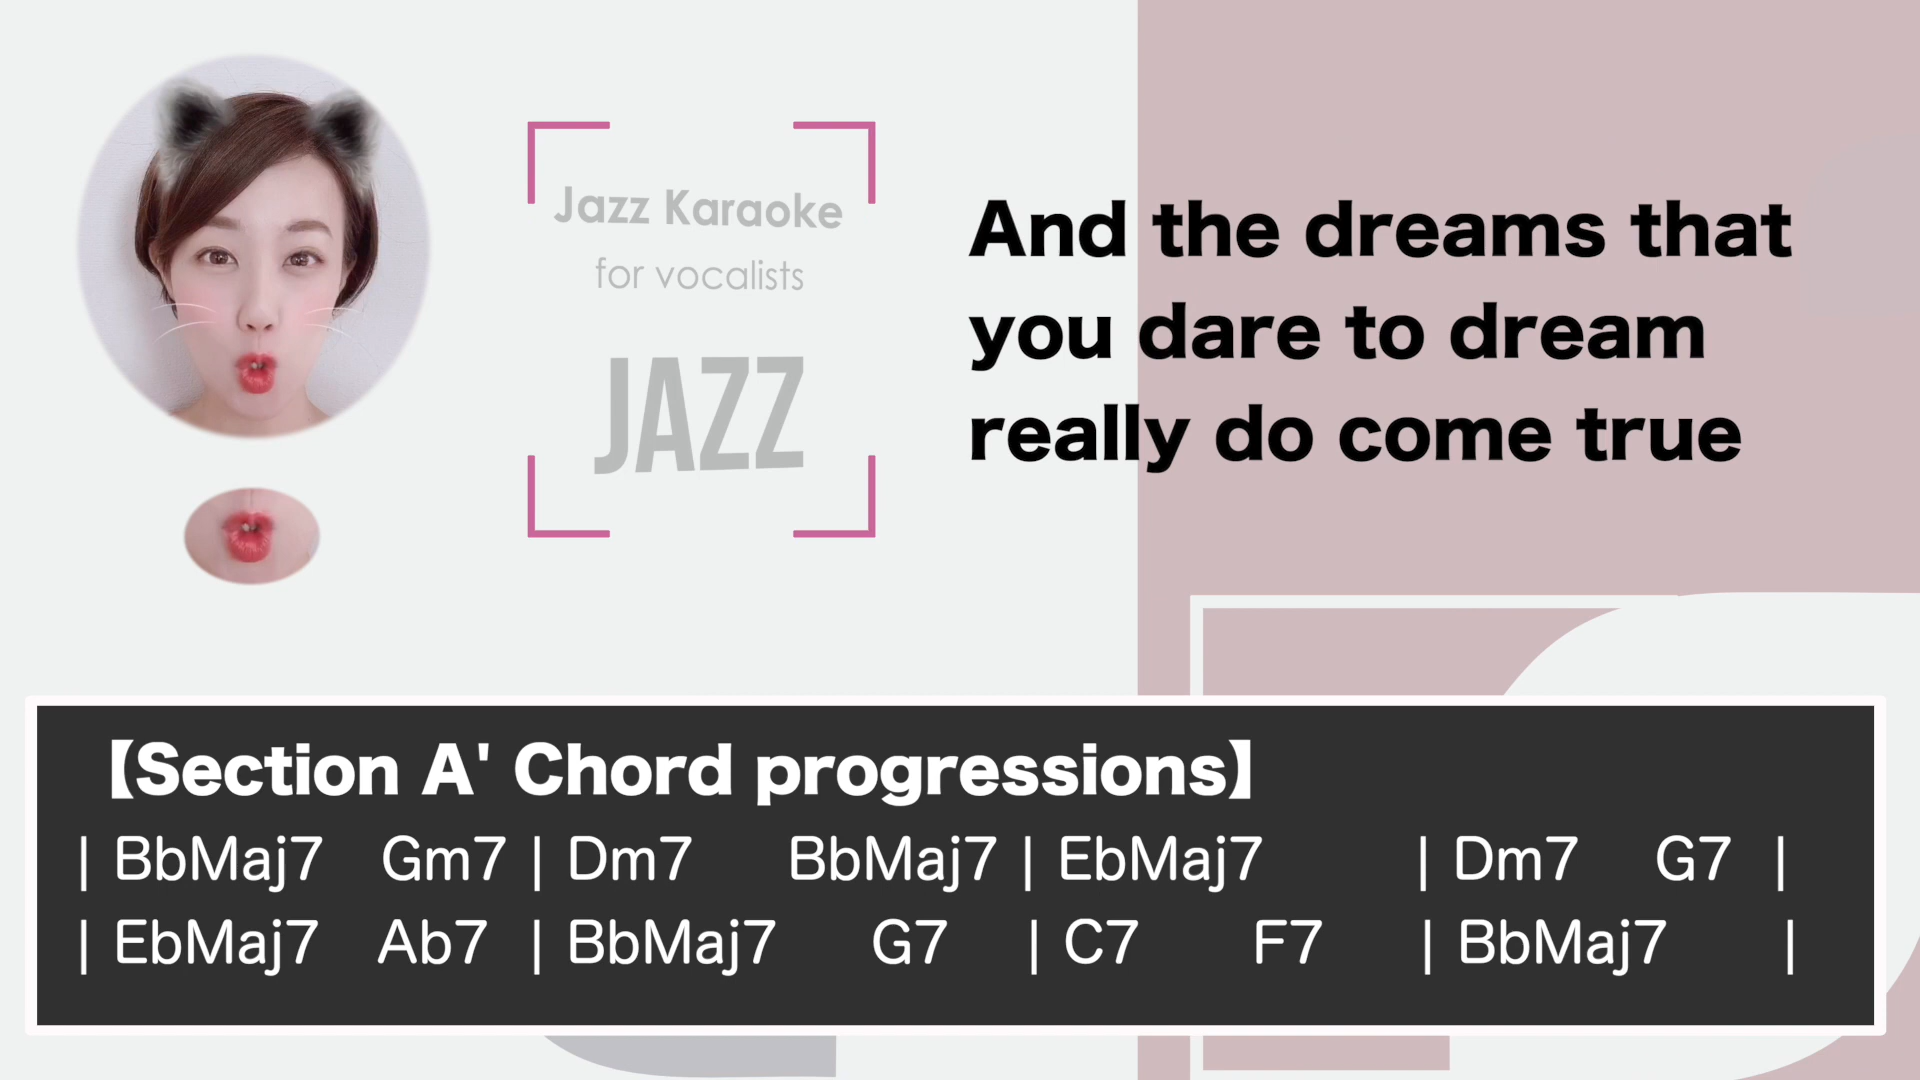 Jazz Karaoke
for vocalists
JAZZ
And the dreams that
you dare to dream
really do come true
【Section A' Chord progressions】
| BbMaj7 Gm7 | Dm7 BbMaj7 | EbMaj7 | Dm7 G7 |
| EbMaj7 Ab7 | BbMaj7 G7 | C7 F7 | BbMaj7 |